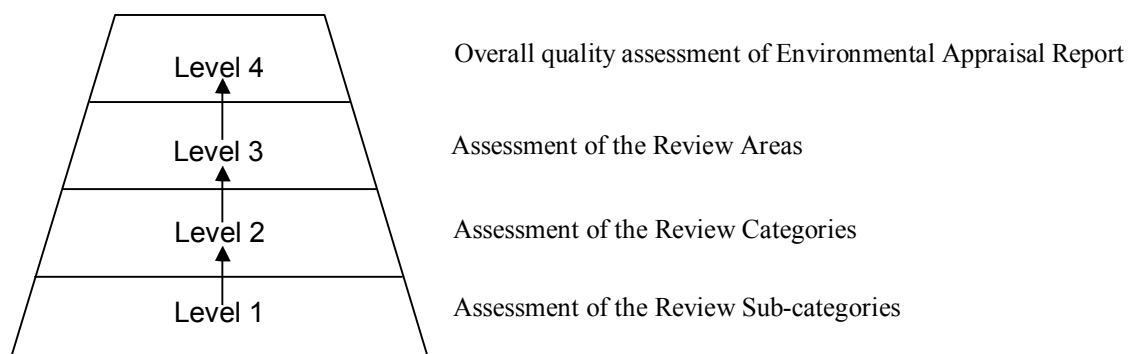 Level 4 Overall quality assessment of Environmental Appraisal Report
Level 3 Assessment of the Review Areas
Level 2 Assessment of the Review Categories
Level 1 Assessment of the Review Sub-categories